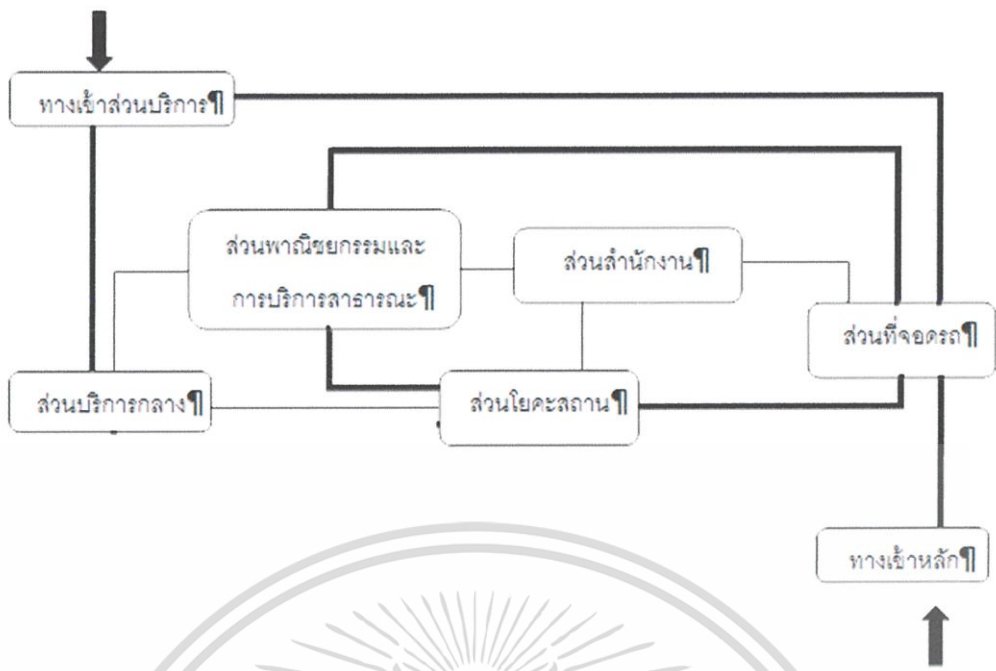 ทางเข้าส่วนบริการ¶
ส่วนพาณิชยกรรมและ
การบริการสาธารณะ¶
ส่วนสำนักงาน¶
ส่วนที่จอดรถ¶
ส่วนบริการกลาง¶
ส่วนโยคะสถาน¶
ทางเข้าหลัก¶